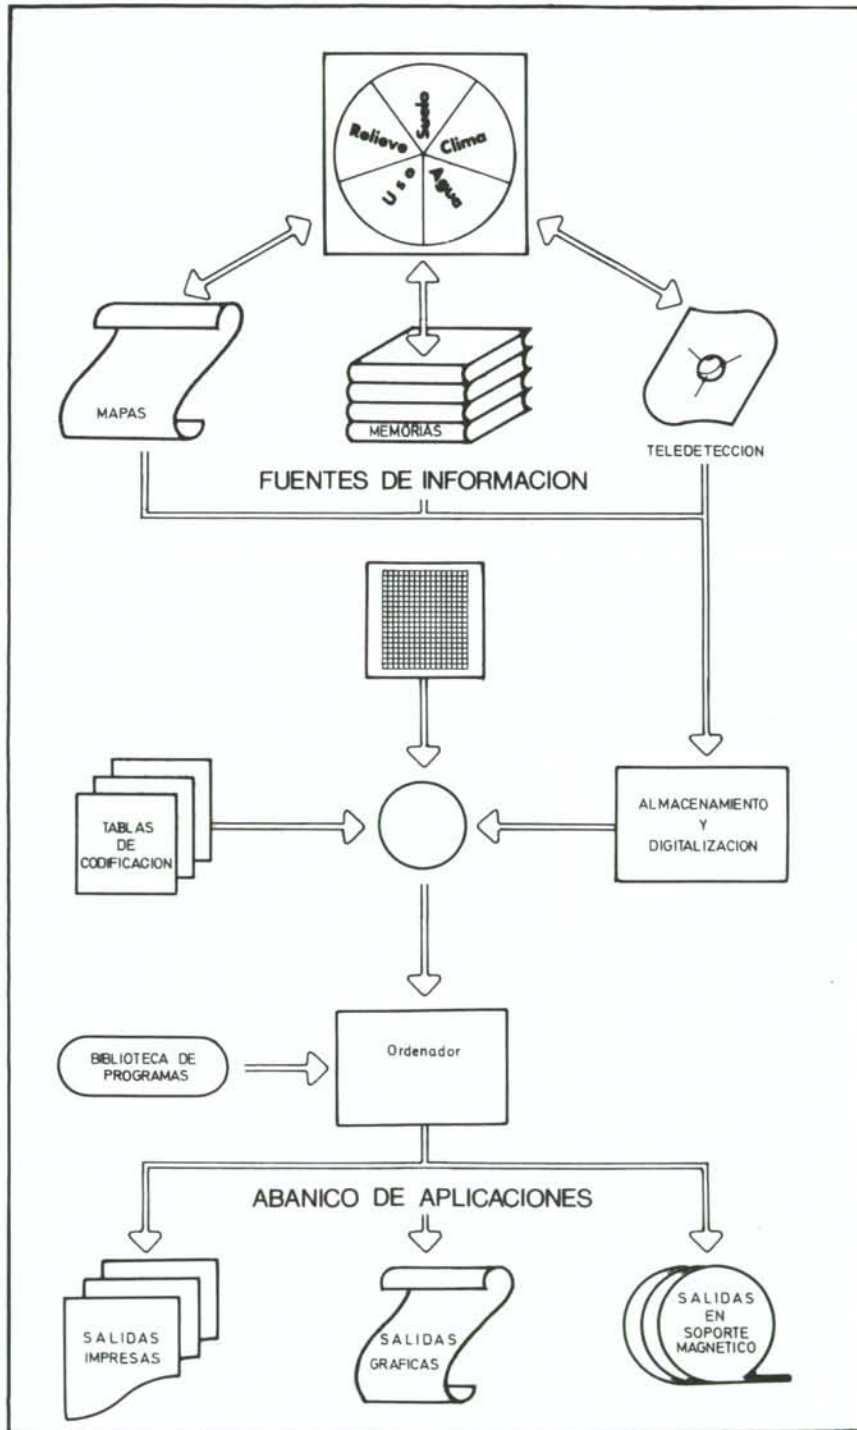 Suelo
Relieve
Clima
Uso
Agua
MAPAS
MEMORIAS
TELEDETECCION
FUENTES DE INFORMACION
TABLAS
DE
CODIFICACION
ALMACENAMIENTO
Y
DIGITALIZACION
BIBLIOTECA DE
PROGRAMAS
Ordenador
ABANICO DE APLICACIONES
SALIDAS
IMPRESAS
SALIDAS
GRAFICAS
SALIDAS
EN
SOPORTE
MAGNETICO